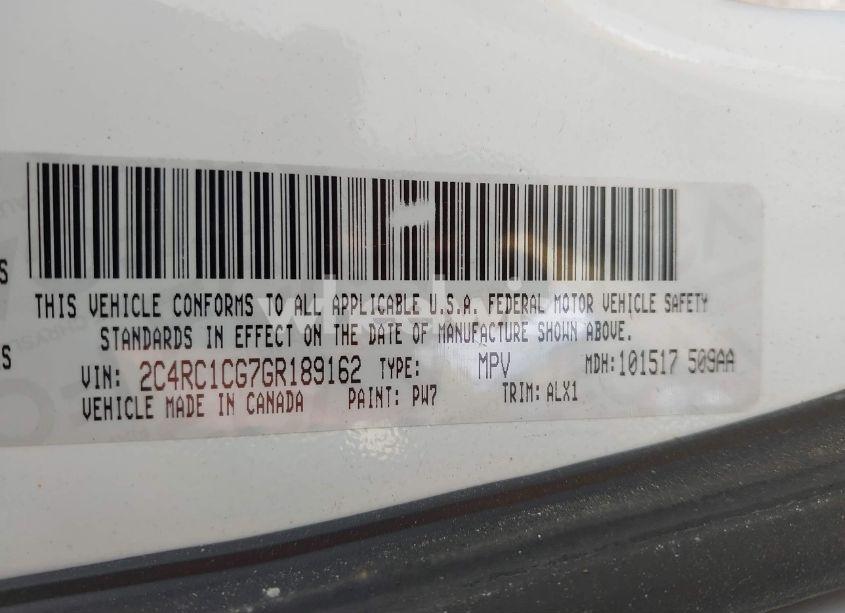 THIS VEHICLE CONFORMS TO ALL APPLICABLE U.S.A. FEDERAL MOTOR VEHICLE SAFETY
STANDARDS IN EFFECT ON THE DATE OF MANUFACTURE SHOWN ABOVE.
S
S
VIN: 2C4RC1CG7GR189162 TYPE: MPV MDH: 101517 509AA
VEHICLE MADE IN CANADA PAINT: PW7 TRIM: ALX1